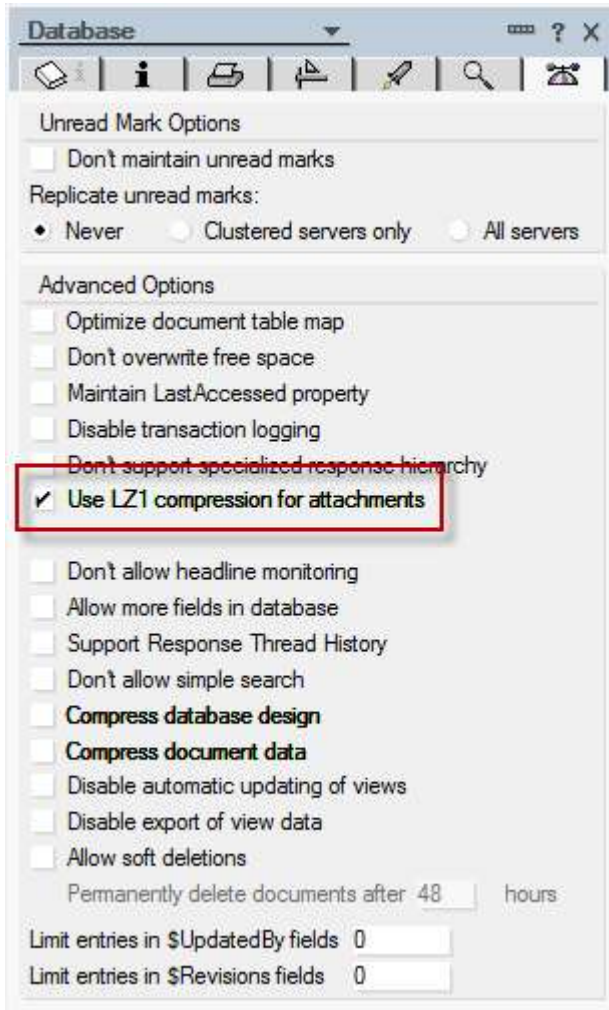 Database
? X
i i
Unread Mark Options
Don't maintain unread marks
Replicate unread marks:
Never Clustered servers only All servers
Advanced Options
Optimize document table map
Don't overwrite free space
Maintain LastAccessed property
Disable transaction logging
Don't support specialized response hierarchy
Use LZ1 compression for attachments
Don't allow headline monitoring
Allow more fields in database
Support Response Thread History
Don't allow simple search
Compress database design
Compress document data
Disable automatic updating of views
Disable export of view data
Allow soft deletions
Permanently delete documents after 48 hours
Limit entries in $UpdatedBy fields 0
Limit entries in $Revisions fields 0